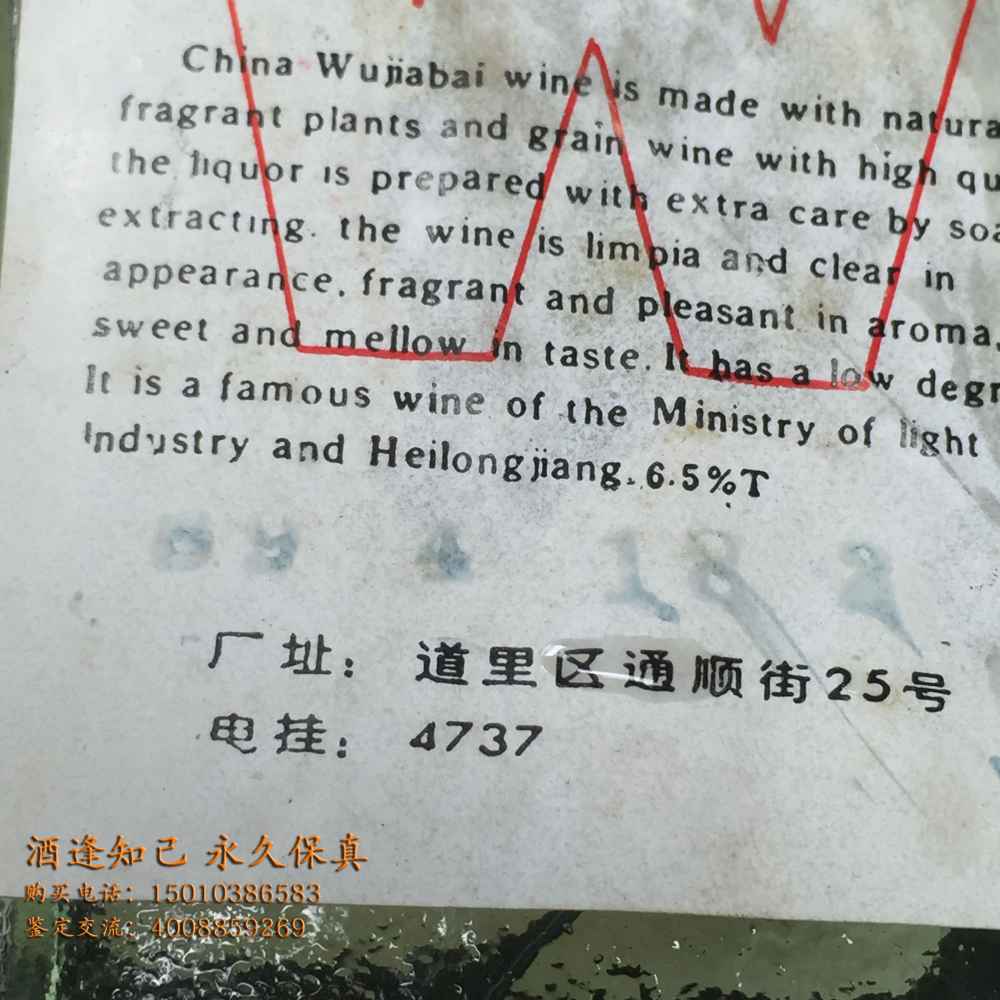 China Wujiabai wine is made with natura
fragrant plants and grain wine with high qu
the liquor is prepared with extra care by soa
extracting. the wine is limpia and clear in
appearance, fragrant and pleasant in aroma,
sweet and mellow in taste. It has a low degr
It is a famous wine of the Ministry of light
Industry and Heilongjiang. 6.5%T
厂址：道里区通顺街25号
电挂：4737
酒逢知己 永久保真
购买电话：15010386583
鉴定交流：4008859269